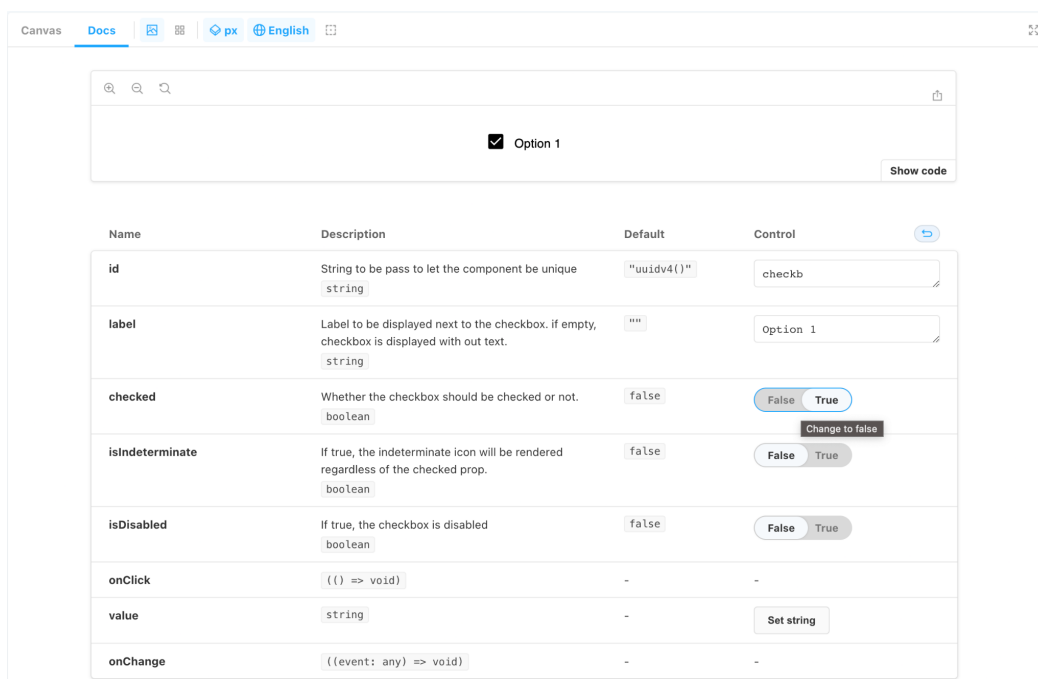 Canvas Docs px English
Option 1
Show code
Name Description Default Control
id String to be pass to let the component be unique "uuidv4()" checkb
string
label Label to be displayed next to the checkbox. if empty, "" Option 1
checkbox is displayed with out text.
string
checked Whether the checkbox should be checked or not. false False True
boolean
Change to false
isIndeterminate If true, the indeterminate icon will be rendered false False True
regardless of the checked prop.
boolean
isDisabled If true, the checkbox is disabled false False True
boolean
onClick (() => void) - -
value string - Set string
onChange ((event: any) => void) - -